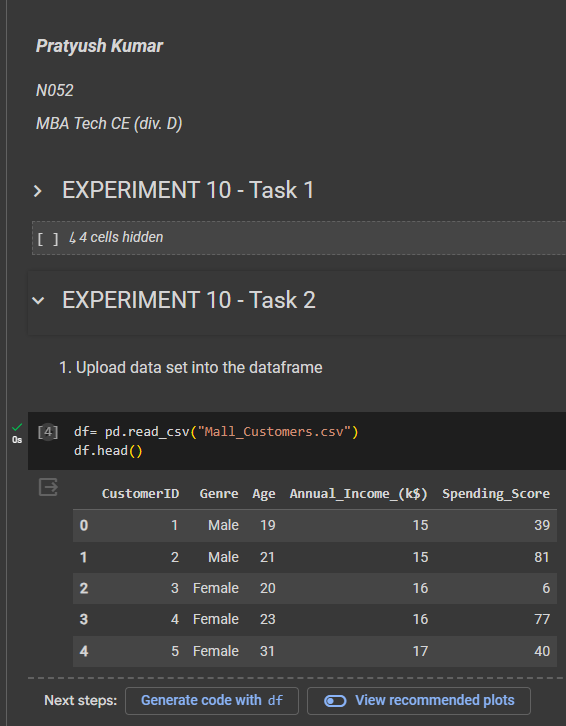 Pratyush Kumar
N052
MBA Tech CE (div. D)
EXPERIMENT 10 - Task 1
[ ] ↳ 4 cells hidden
EXPERIMENT 10 - Task 2
1. Upload data set into the dataframe
[4] df= pd.read_csv("Mall_Customers.csv")
0s df.head()
CustomerID Genre Age Annual_Income_(k$) Spending_Score
0 1 Male 19 15 39
1 2 Male 21 15 81
2 3 Female 20 16 6
3 4 Female 23 16 77
4 5 Female 31 17 40
Next steps: Generate code with df View recommended plots